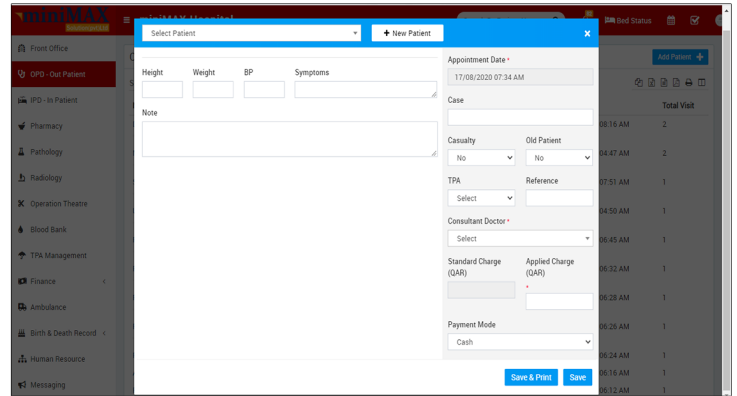 miniMAX
miniMAX Hospital
Bed Status
Select Patient
+ New Patient
×
Front Office
OPD - Out Patient
IPD - In Patient
Pharmacy
Pathology
Radiology
Operation Theatre
Blood Bank
TPA Management
Finance <
Ambulance
Birth & Death Record <
Human Resource
Messaging
Height Weight BP Symptoms
Note
Appointment Date *
17/08/2020 07:34 AM
Case
Casualty Old Patient
No No
TPA Reference
Select
Consultant Doctor *
Select
Standard Charge (QAR)
Applied Charge (QAR)
*
Payment Mode
Cash
Save & Print Save
Add Patient +
Total Visit
08:16 AM 2
04:47 AM 2
07:51 AM 1
04:50 AM 1
06:45 AM 1
06:32 AM 1
06:28 AM 1
06:26 AM 1
06:24 AM 1
06:16 AM 1
06:12 AM 1